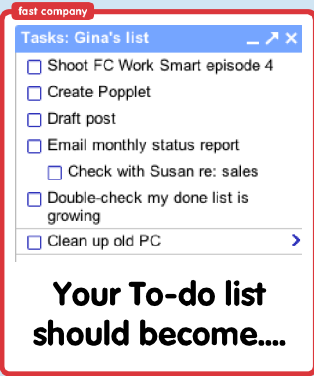 fast company
Tasks: Gina's list
Shoot FC Work Smart episode 4
Create Popplet
Draft post
Email monthly status report
Check with Susan re: sales
Double-check my done list is
growing
Clean up old PC
Your To-do list
should become....